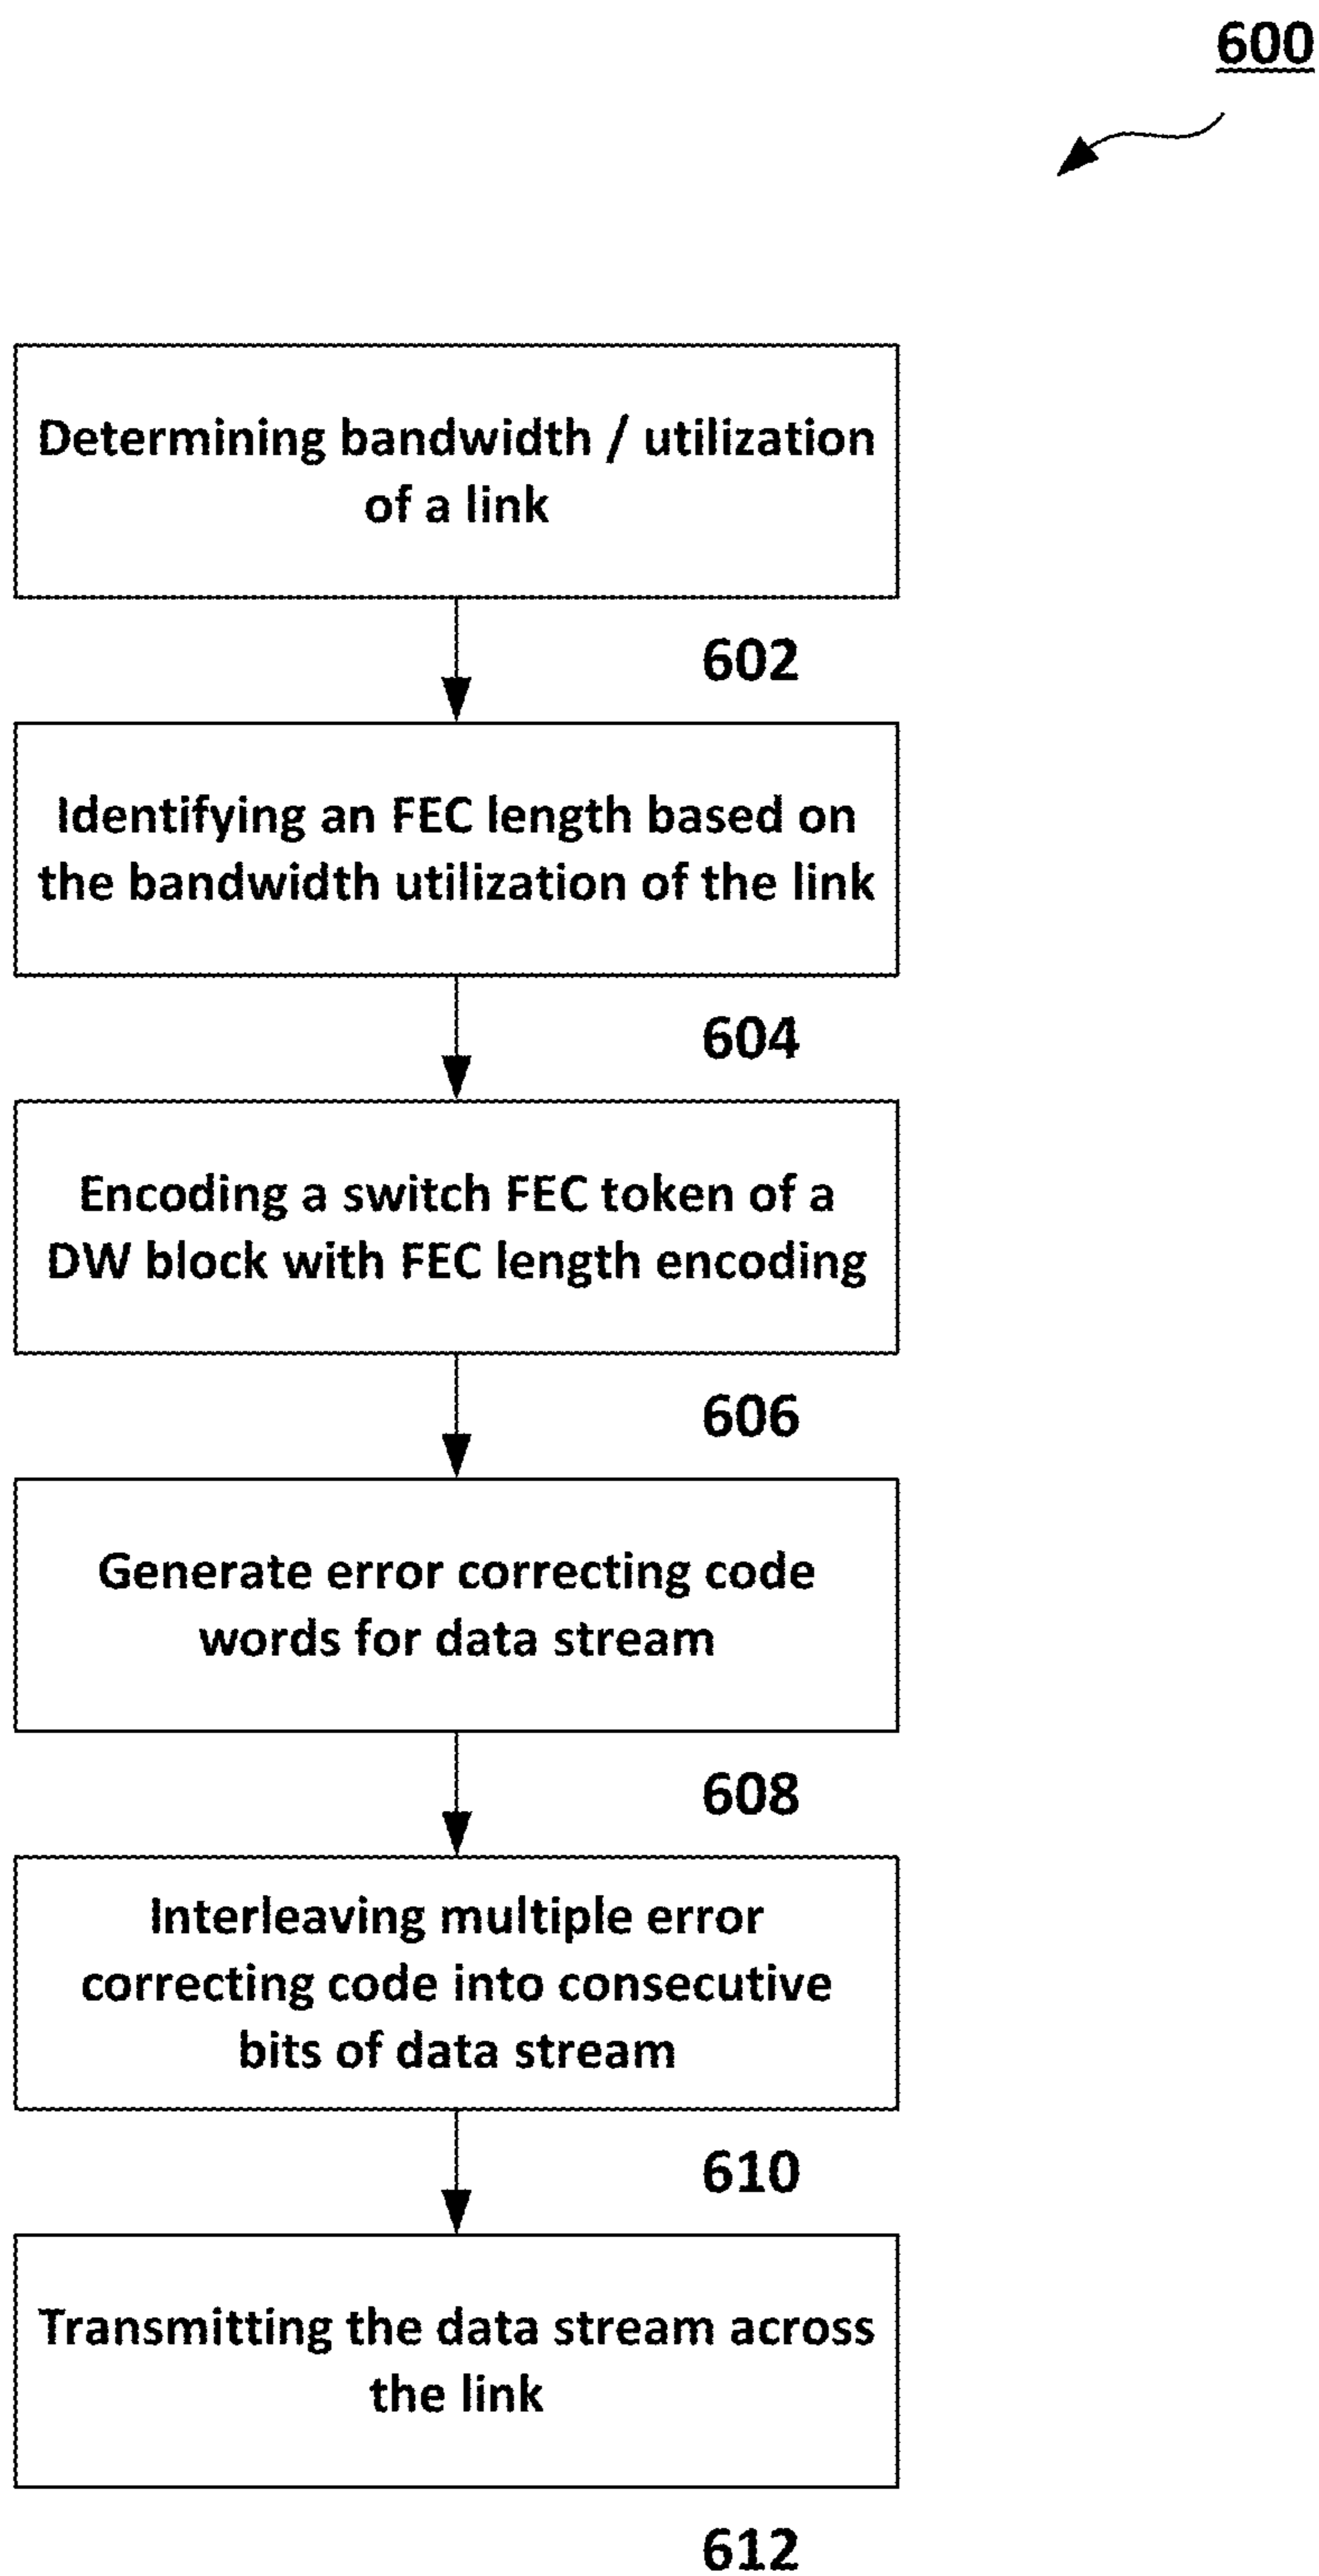 600
Determining bandwidth / utilization
of a link
602
Identifying an FEC length based on
the bandwidth utilization of the link
604
Encoding a switch FEC token of a
DW block with FEC length encoding
606
Generate error correcting code
words for data stream
608
Interleaving multiple error
correcting code into consecutive
bits of data stream
610
Transmitting the data stream across
the link
612